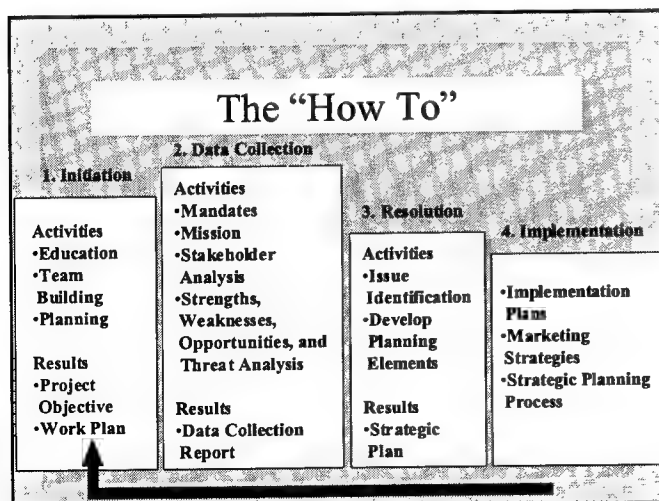 The “How To”
1. Initiation
Activities
•Education
•Team
Building
•Planning
Results
•Project
Objective
•Work Plan
2. Data Collection
Activities
•Mandates
•Mission
•Stakeholder
Analysis
•Strengths,
Weaknesses,
Opportunities, and
Threat Analysis
Results
•Data Collection
Report
3. Resolution
Activities
•Issue
Identification
•Develop
Planning
Elements
Results
•Strategic
Plan
4. Implementation
•Implementation
Plans
•Marketing
Strategies
•Strategic Planning
Process